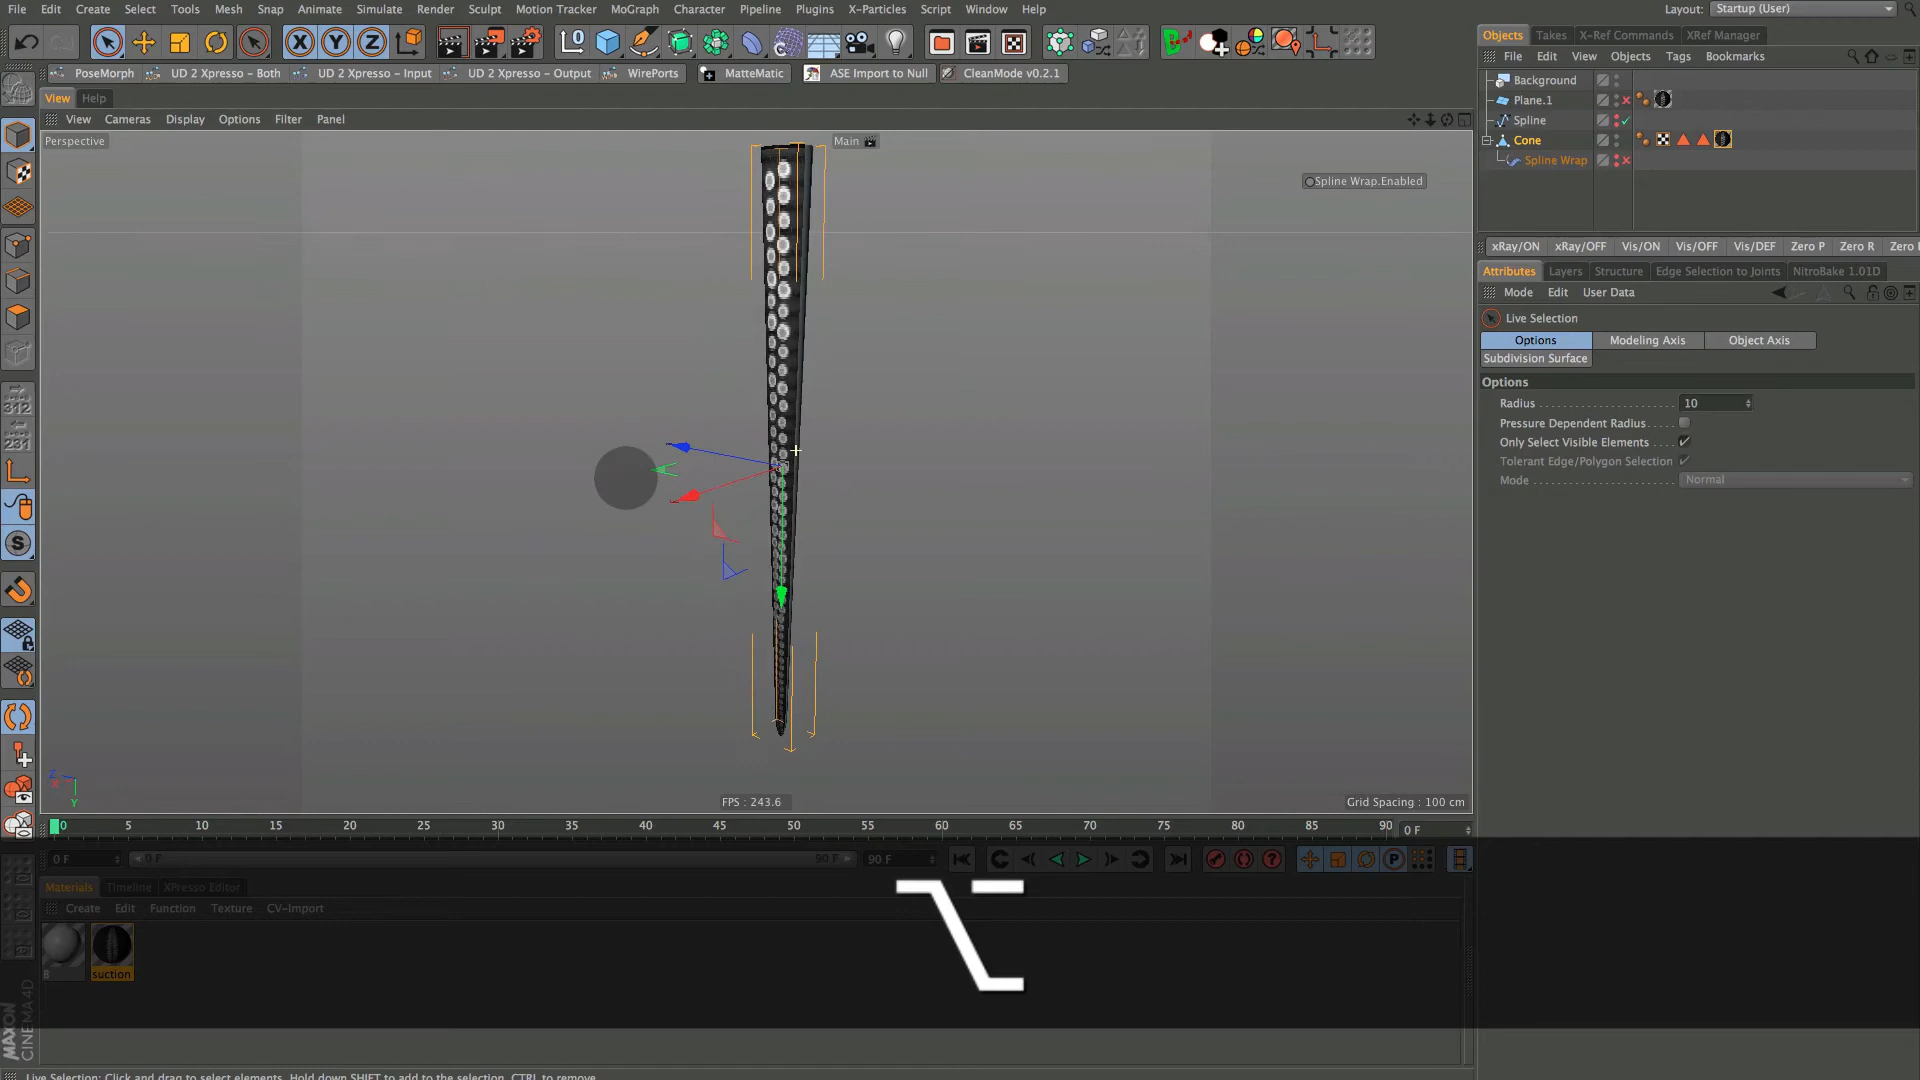 File Edit Create Select Tools Mesh Snap Animate Simulate Render Sculpt Motion Tracker MoGraph Character Pipeline Plugins X-Particles Script Window Help
Layout: Startup (User)
PoseMorph UD 2 Xpresso - Both UD 2 Xpresso - Input UD 2 Xpresso - Output WirePorts MatteMatic ASE Import to Null CleanMode v0.2.1
View Help
View Cameras Display Options Filter Panel
Perspective
Main
Spline Wrap.Enabled
FPS : 243.6
Grid Spacing : 100 cm
312
231
S
Z X Y
0 5 10 15 20 25 30 35 40 45 50 55 60 65 70 75 80 85 90 0 F
0 F 0 F 90 F 90 F
Materials Timeline XPresso Editor
Create Edit Function Texture CV-Import
B suction
MAXON CINEMA 4D
Live Selection: Click and drag to select elements. Hold down SHIFT to add to the selection, CTRL to remove.
Objects Takes X-Ref Commands XRef Manager
File Edit View Objects Tags Bookmarks
Background
Plane.1
Spline
Cone
Spline Wrap
xRay/ON xRay/OFF Vis/ON Vis/OFF Vis/DEF Zero P Zero R Zero
Attributes Layers Structure Edge Selection to Joints NitroBake 1.01D
Mode Edit User Data
Live Selection
Options Modeling Axis Object Axis
Subdivision Surface
Options
Radius 10
Pressure Dependent Radius
Only Select Visible Elements
Tolerant Edge/Polygon Selection
Mode Normal